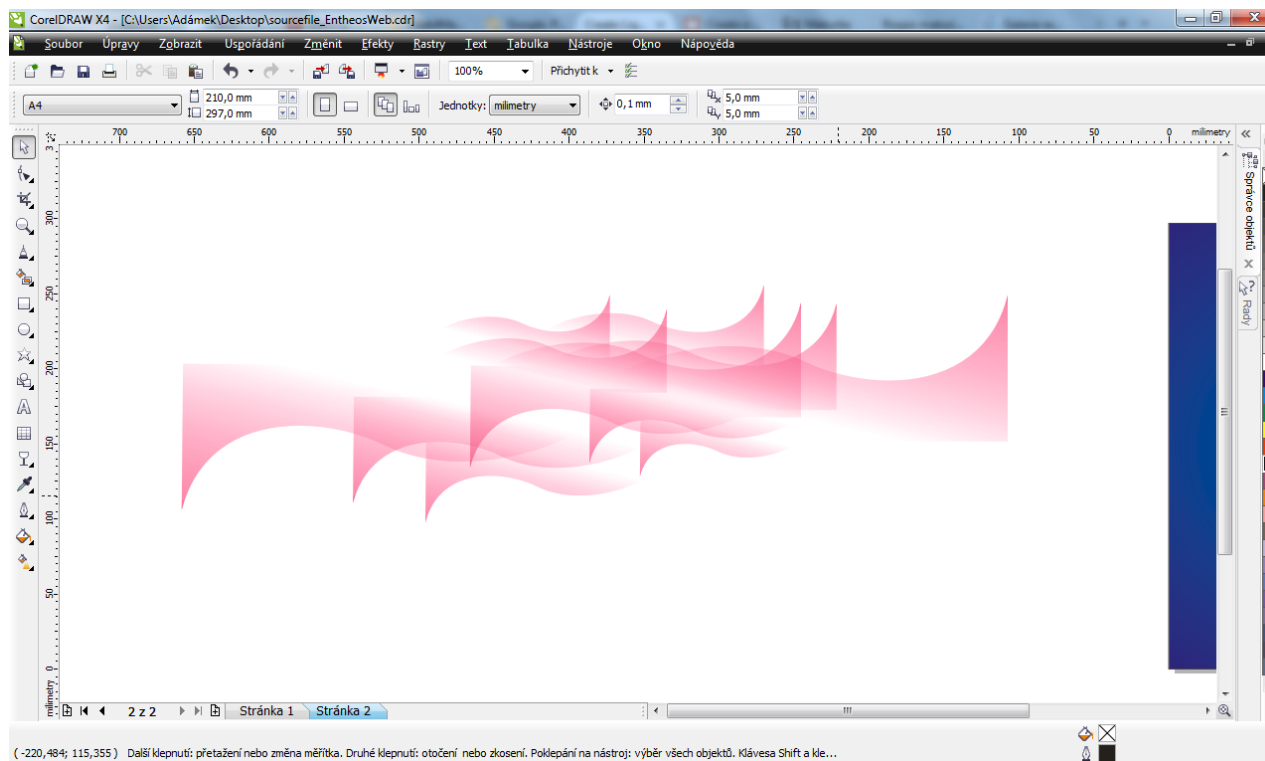 CorelDRAW X4 - [C:\Users\Adámek\Desktop\sourcefile_EntheosWeb.cdr]
Soubor Úpravy Zobrazit Uspořádání Změnit Efekty Rastry Text Tabulka Nástroje Okno Nápověda
100% Přichytit k
A4 210,0 mm 297,0 mm Jednotky: milimetry 0,1 mm 5,0 mm 5,0 mm
700 650 600 550 500 450 400 350 300 250 200 150 100 50 0 milimetry
300
250
200
150
100
50
0
milimetry
Správce objektů
Rady
2 z 2 Stránka 1 Stránka 2
( -220,484; 115,355 ) Další klepnutí: přetažení nebo změna měřítka. Druhé klepnutí: otočení nebo zkosení. Poklepání na nástroj: výběr všech objektů. Klávesa Shift a kle...